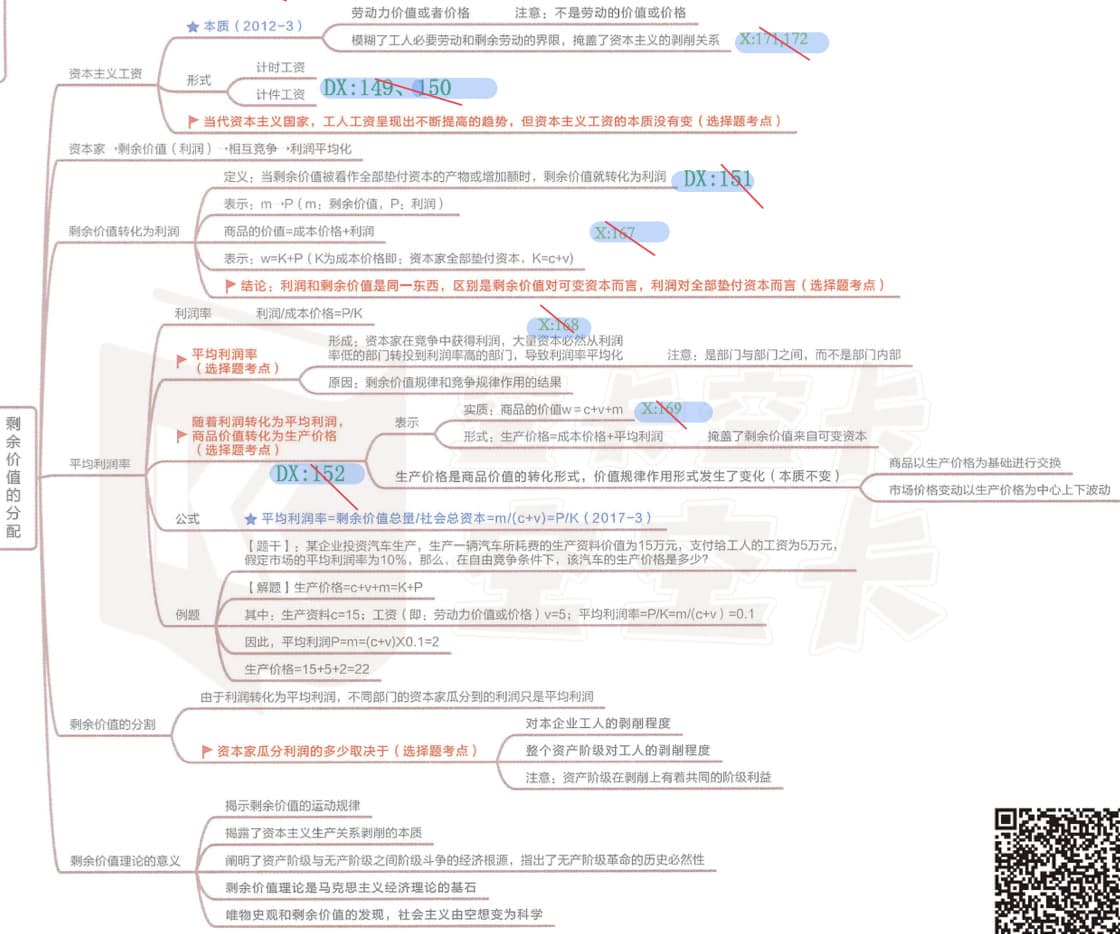 剩余价值的分配
资本主义工资
★ 本质（2012-3）
劳动力价值或者价格 注意：不是劳动的价值或价格
模糊了工人必要劳动和剩余劳动的界限，掩盖了资本主义的剥削关系
X:171,172
形式
计时工资
计件工资
DX:149、150
当代资本主义国家，工人工资呈现出不断提高的趋势，但资本主义工资的本质没有变（选择题考点）
资本家→剩余价值（利润）→相互竞争→利润平均化
剩余价值转化为利润
定义：当剩余价值被看作全部垫付资本的产物或增加额时，剩余价值就转化为利润
DX:151
表示：m→P（m：剩余价值，P：利润）
商品的价值=成本价格+利润
X:167
表示：w=K+P（K为成本价格即：资本家全部垫付资本，K=c+v）
结论：利润和剩余价值是同一东西，区别是剩余价值对可变资本而言，利润对全部垫付资本而言（选择题考点）
平均利润率
利润率 利润/成本价格=P/K
X:168
平均利润率
（选择题考点）
形成：资本家在竞争中获得利润，大量资本必然从利润
率低的部门转投到利润率高的部门，导致利润率平均化
注意：是部门与部门之间，而不是部门内部
原因：剩余价值规律和竞争规律作用的结果
随着利润转化为平均利润，
商品价值转化为生产价格
（选择题考点）
DX:152
表示
实质：商品的价值w=c+v+m
X:169
形式：生产价格=成本价格+平均利润 掩盖了剩余价值来自可变资本
生产价格是商品价值的转化形式，价值规律作用形式发生了变化（本质不变）
商品以生产价格为基础进行交换
市场价格变动以生产价格为中心上下波动
公式
★ 平均利润率=剩余价值总量/社会总资本=m/(c+v)=P/K（2017-3）
例题
【题干】：某企业投资汽车生产，生产一辆汽车所耗费的生产资料价值为15万元，支付给工人的工资为5万元，
假定市场的平均利润率为10%，那么，在自由竞争条件下，该汽车的生产价格是多少?
【解题】生产价格=c+v+m=K+P
其中：生产资料c=15；工资（即：劳动力价值或价格）v=5；平均利润率=P/K=m/(c+v）=0.1
因此，平均利润P=m=(c+v)X0.1=2
生产价格=15+5+2=22
剩余价值的分割
由于利润转化为平均利润，不同部门的资本家瓜分到的利润只是平均利润
资本家瓜分利润的多少取决于（选择题考点）
对本企业工人的剥削程度
整个资产阶级对工人的剥削程度
注意：资产阶级在剥削上有着共同的阶级利益
剩余价值理论的意义
揭示剩余价值的运动规律
揭露了资本主义生产关系剥削的本质
阐明了资产阶级与无产阶级之间阶级斗争的经济根源，指出了无产阶级革命的历史必然性
剩余价值理论是马克思主义经济理论的基石
唯物史观和剩余价值的发现，社会主义由空想变为科学